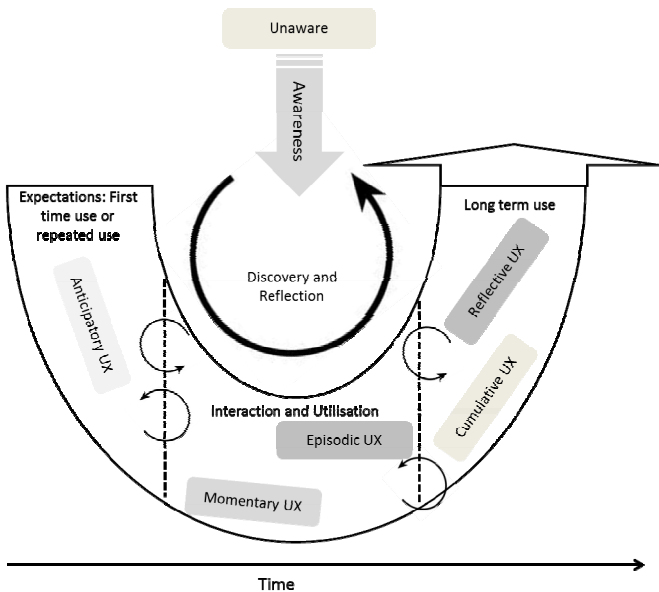 Unaware
Awareness
Expectations: First
time use or
repeated use
Long term use
Discovery and
Reflection
Anticipatory UX
Reflective UX
Cumulative UX
Interaction and Utilisation
Episodic UX
Momentary UX
Time